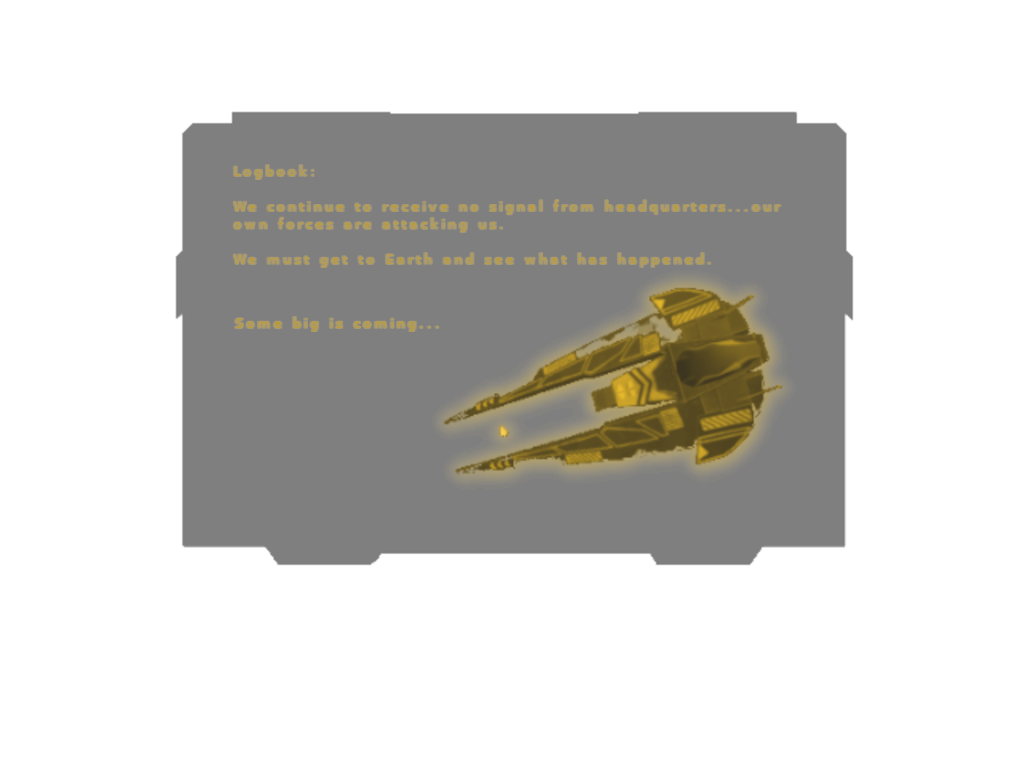 Logbook:
We continue to receive no signal from headquarters...our
own forces are attacking us.
We must get to Earth and see what has happened.
Some big is coming...